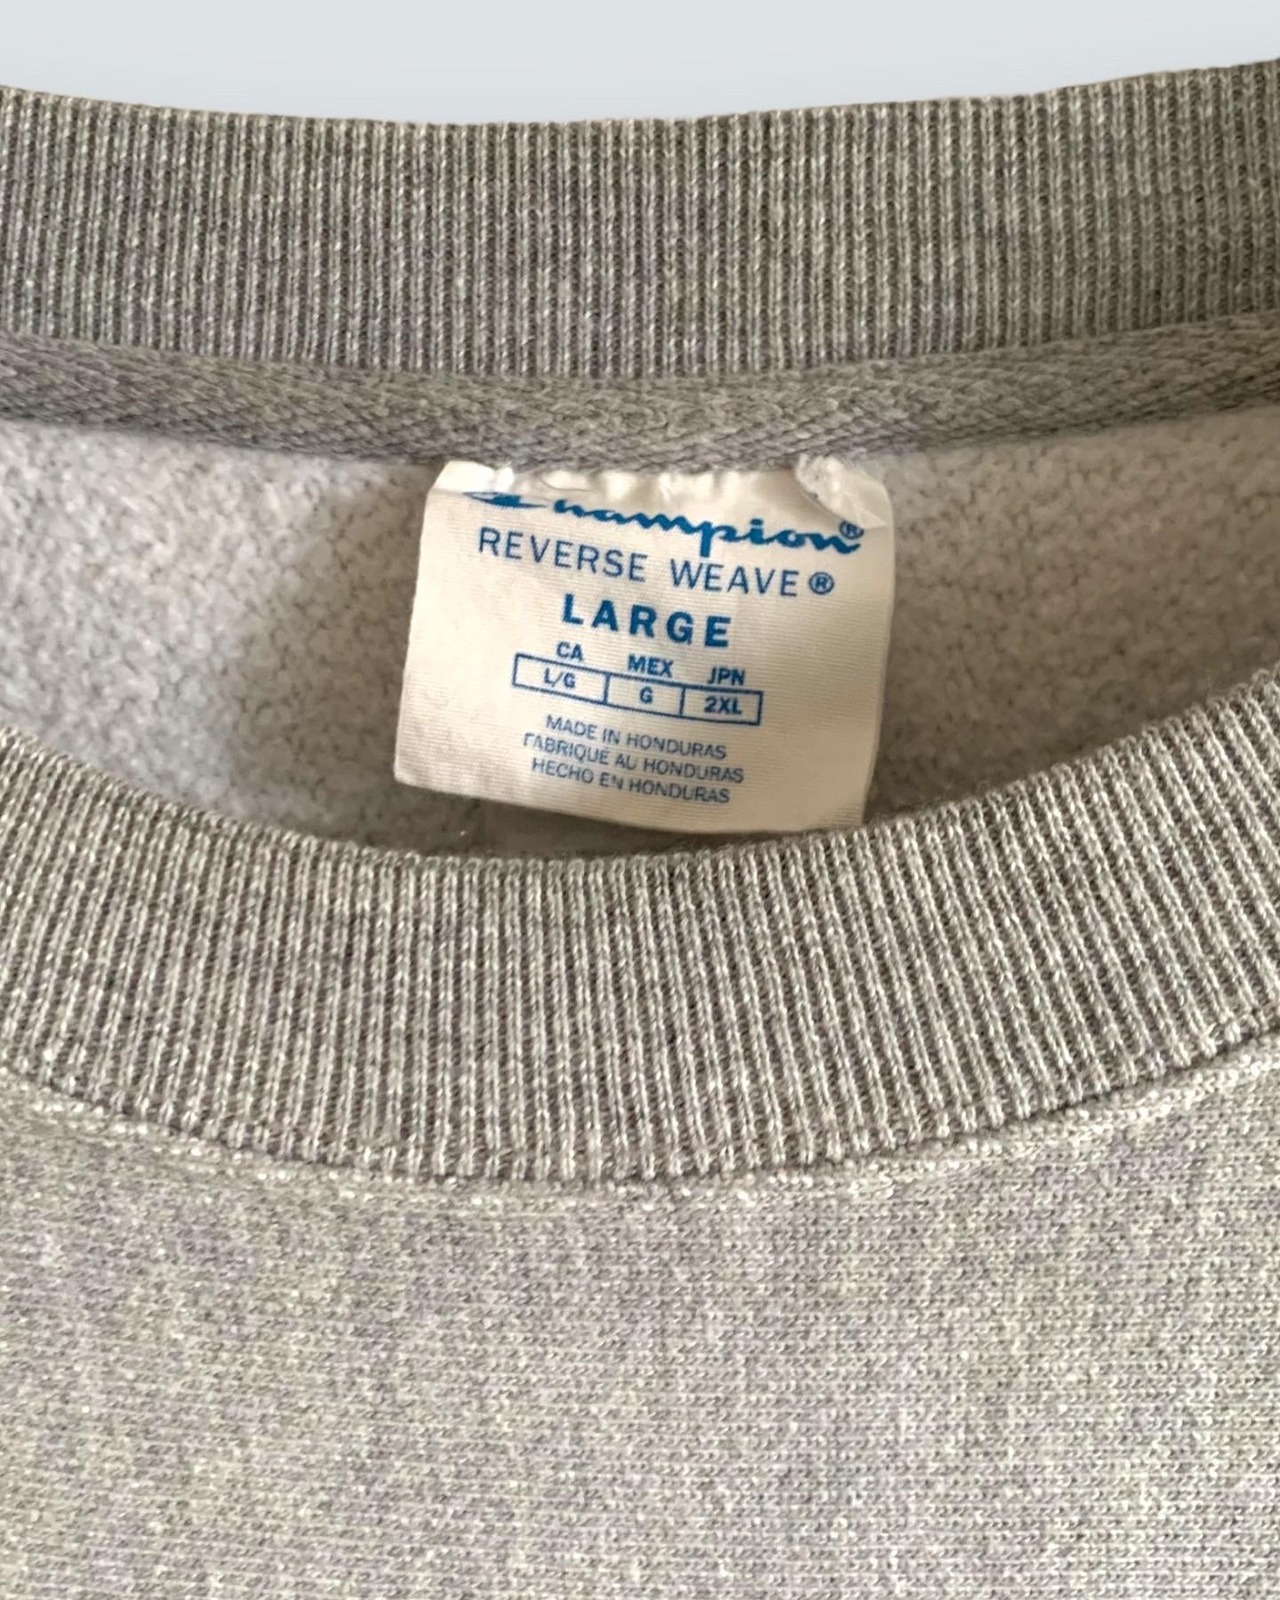 Champion®
REVERSE WEAVE®
LARGE
CA MEX JPN
L/G G 2XL
MADE IN HONDURAS
FABRIQUÉ AU HONDURAS
HECHO EN HONDURAS